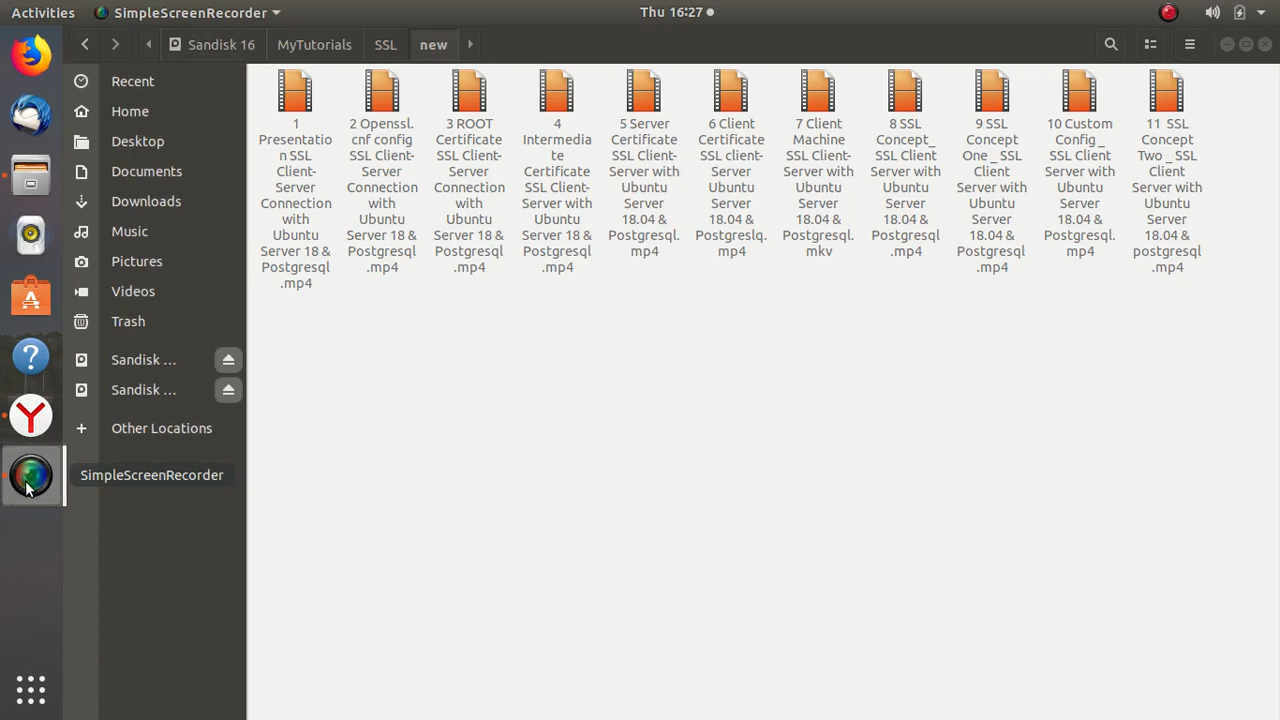 Activities
SimpleScreenRecorder
Thu 16:27
Sandisk 16
MyTutorials
SSL
new
Recent
Home
Desktop
Documents
Downloads
Music
Pictures
Videos
Trash
Sandisk ...
Sandisk ...
Other Locations
SimpleScreenRecorder
1
Presentatio
n SSL
Client-
Server
Connection
with
Ubuntu
Server 18 &
Postgresql
.mp4
2 Openssl.
cnf config
SSL Client-
Server
Connection
with
Ubuntu
Server 18 &
Postgresql
.mp4
3 ROOT
Certificate
SSL Client-
Server
Connection
with
Ubuntu
Server 18 &
Postgresql
.mp4
4
Intermedia
te
Certificate
SSL Client-
Server with
Ubuntu
Server 18 &
Postgresql
.mp4
5 Server
Certificate
SSL Client-
Server with
Ubuntu
Server
18.04 &
Postgresql.
mp4
6 Client
Certificate
SSL client-
Server
Ubuntu
Server
18.04 &
Postgreslq.
mp4
7 Client
Machine
SSL Client-
Server with
Ubuntu
Server
18.04 &
Postgresql.
mkv
8 SSL
Concept_
SSL Client
Server with
Ubuntu
Server
18.04 &
Postgresql
.mp4
9 SSL
Concept
One _ SSL
Client
Server with
Ubuntu
Server
18.04 &
Postgresql
.mp4
10 Custom
Config _
SSL Client
Server with
Ubuntu
Server
18.04 &
Postgresql.
mp4
11 SSL
Concept
Two _ SSL
Client
Server with
Ubuntu
Server
18.04 &
postgresql
.mp4